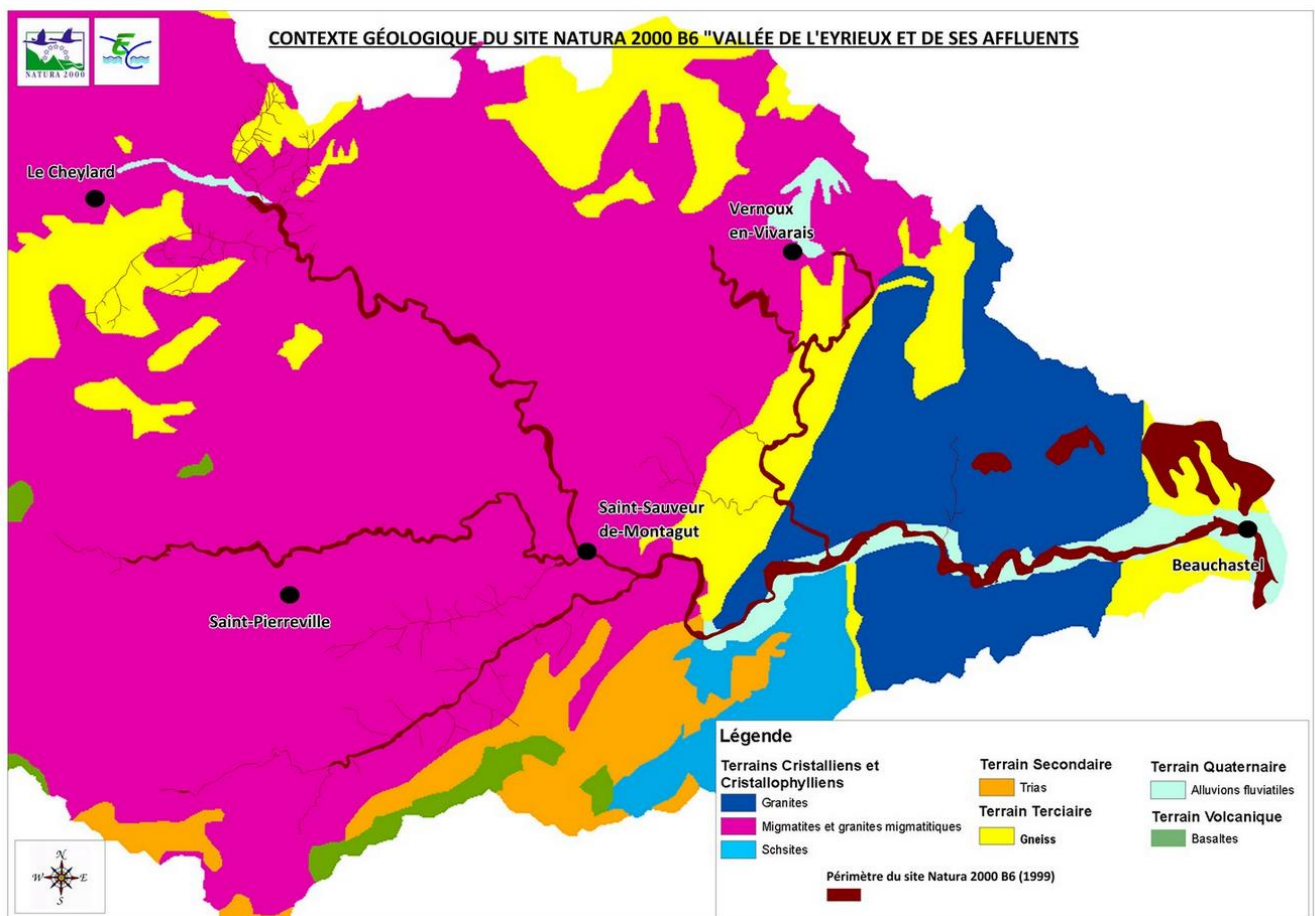 CONTEXTE GÉOLOGIQUE DU SITE NATURA 2000 B6 "VALLÉE DE L'EYRIEUX ET DE SES AFFLUENTS
NATURA 2000
Le Cheylard
Vernoux
en-Vivarais
Saint-Sauveur
de-Montagut
Beauchastel
Saint-Pierreville
Légende
Terrains Cristalliens et
Cristallophylliens
Granites
Migmatites et granites migmatitiques
Schsites
Terrain Secondaire
Trias
Terrain Terciaire
Gneiss
Terrain Quaternaire
Alluvions fluviatiles
Terrain Volcanique
Basaltes
Périmètre du site Natura 2000 B6 (1999)
N
W E
S